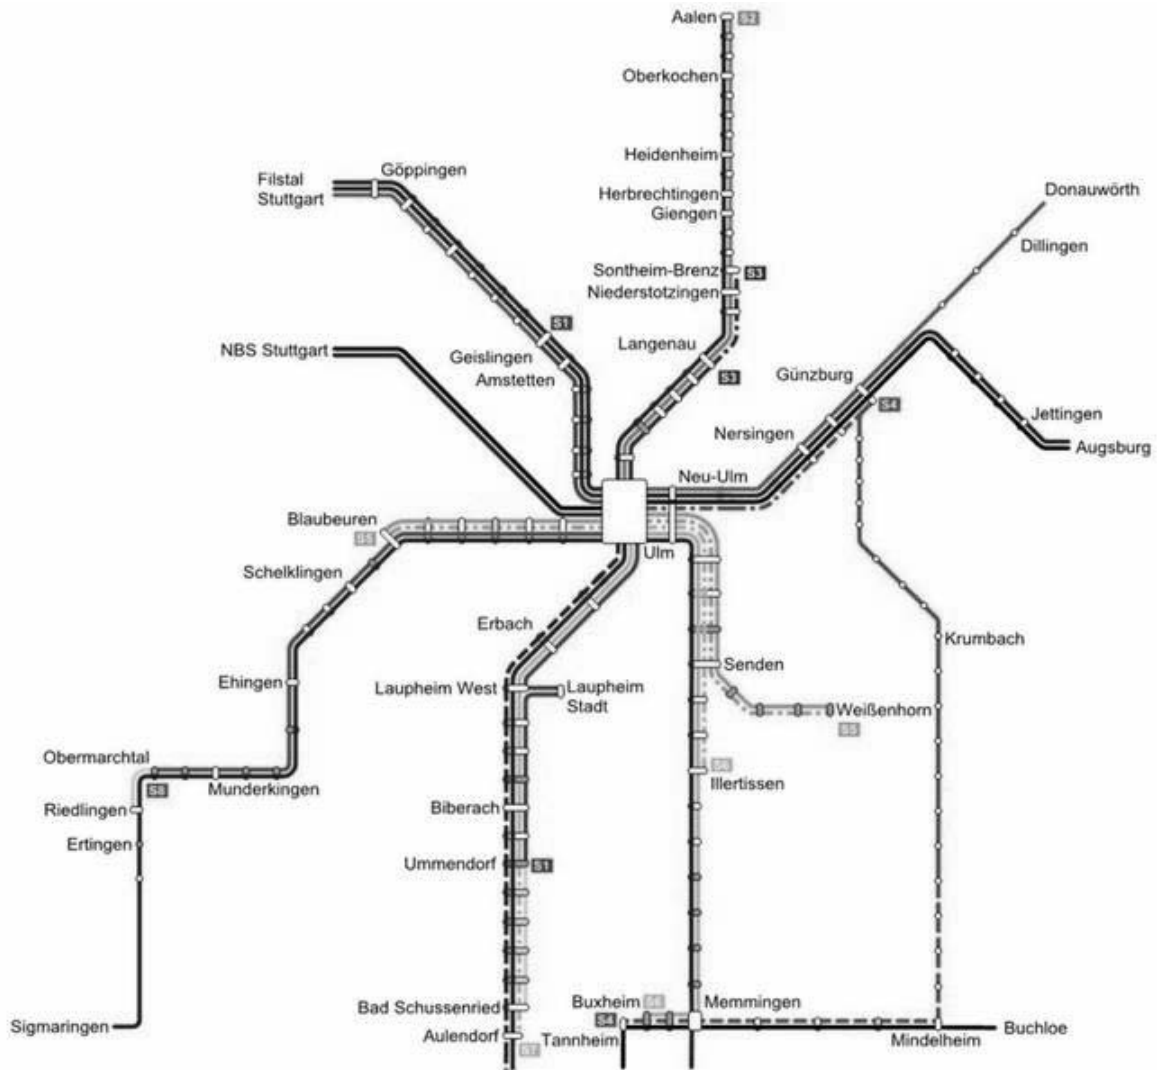 Aalen S2
Oberkochen
Heidenheim
Göppingen
Filstal
Stuttgart
Herbrechtingen
Giengen
Donauwörth
Dillingen
Sontheim-Brenz S3
Niederstotzingen
S1
NBS Stuttgart
Langenau
Geislingen
Amstetten
S3
Günzburg
S4
Jettingen
Nersingen
Augsburg
Neu-Ulm
Blaubeuren
S5
Ulm
Schelklingen
Erbach
Krumbach
Senden
Ehingen
Laupheim West
Laupheim
Stadt
Weißenhorn
S5
Obermarchtal
S6
Illertissen
Munderkingen
Riedlingen
Biberach
Ertingen
Ummendorf S1
Bad Schussenried
Buxheim
Memmingen
S4
Sigmaringen
Aulendorf
Tannheim
Mindelheim
Buchloe
S7